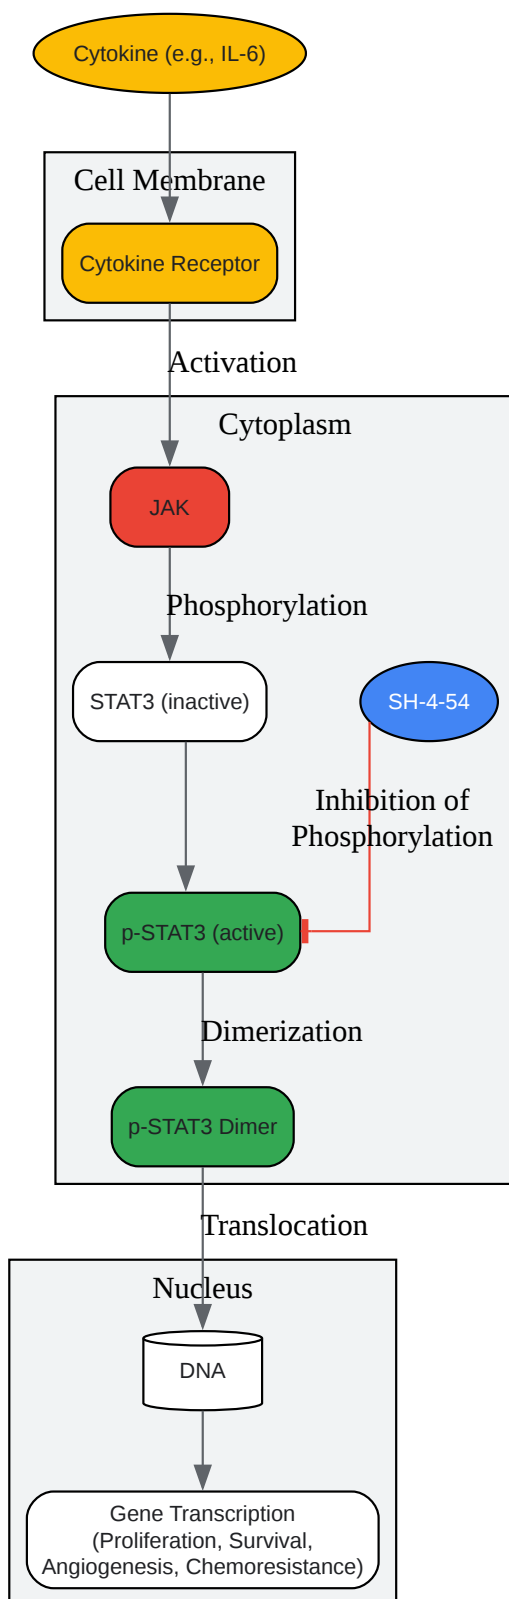 Cytokine (e.g., IL-6)
Cell Membrane
Cytokine Receptor
Activation
Cytoplasm
JAK
Phosphorylation
STAT3 (inactive)
SH-4-54
Inhibition of
Phosphorylation
p-STAT3 (active)
Dimerization
p-STAT3 Dimer
Translocation
Nucleus
DNA
Gene Transcription
(Proliferation, Survival,
Angiogenesis, Chemoresistance)